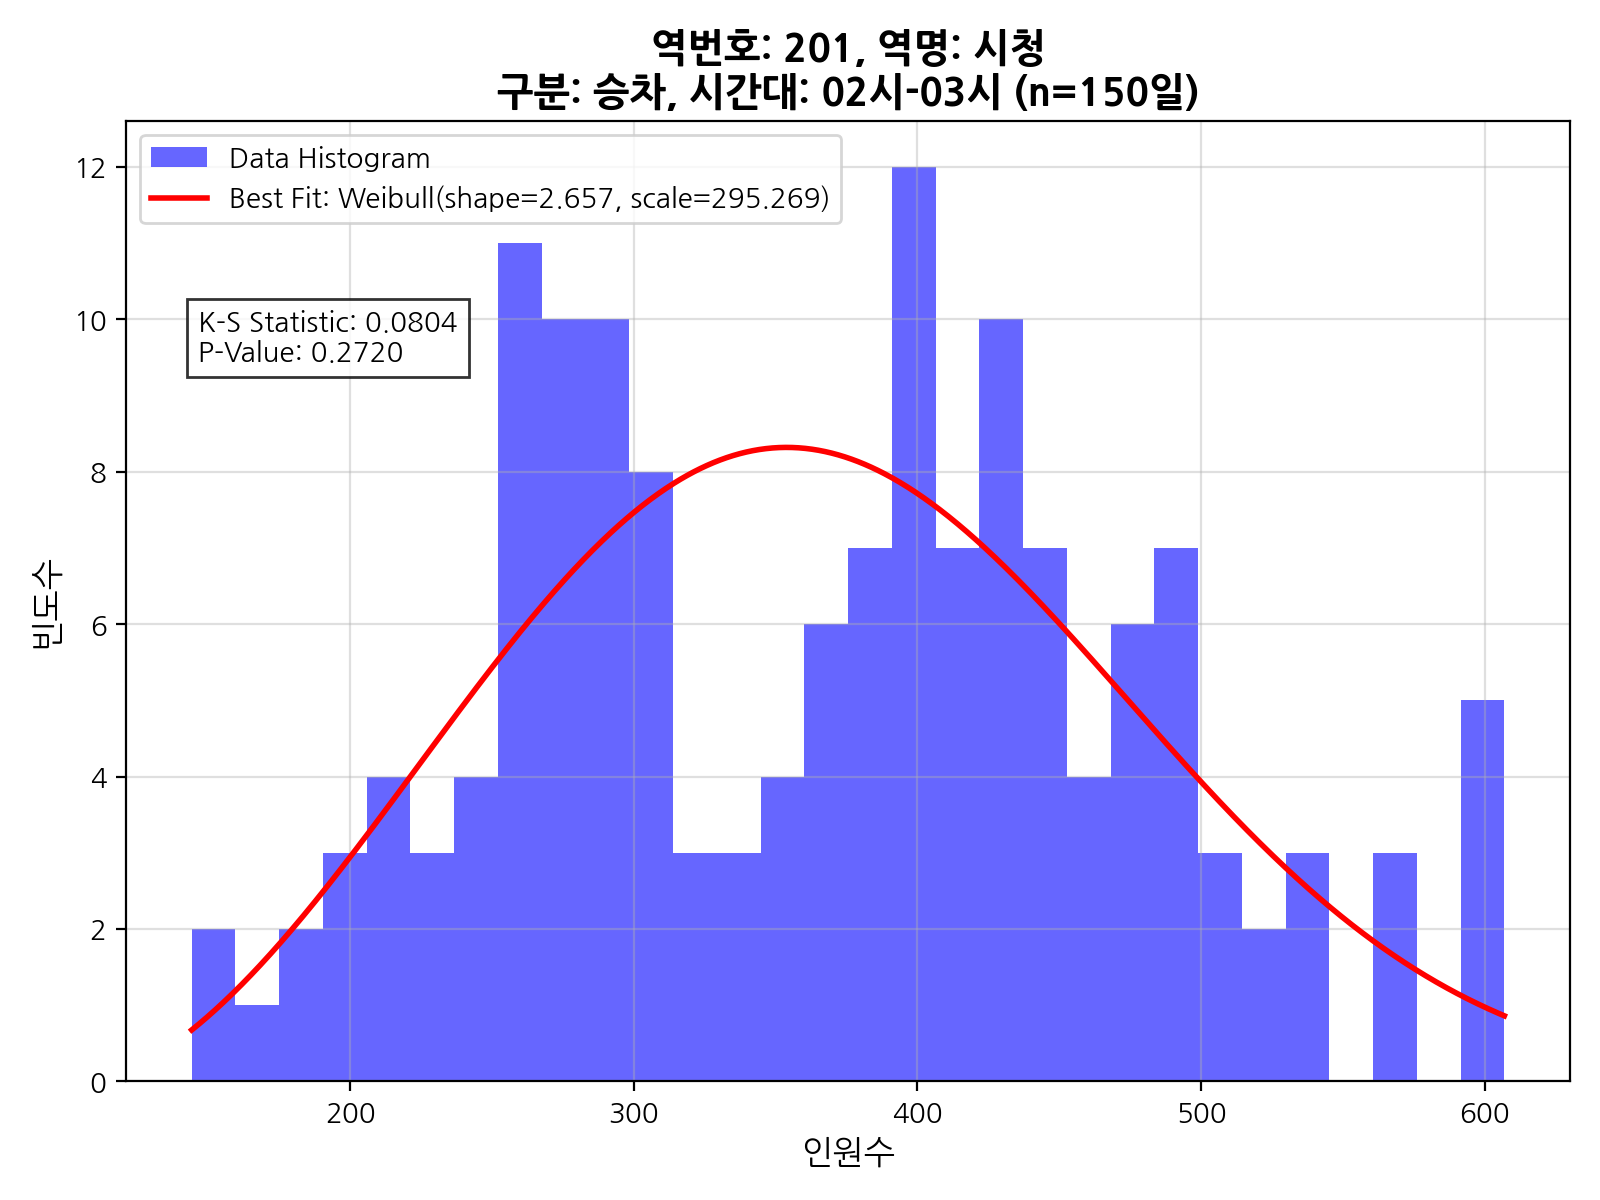 역번호: 201, 역명: 시청
구분: 승차, 시간대: 02시-03시 (n=150일)
Data Histogram
Best Fit: Weibull(shape=2.657, scale=295.269)
K-S Statistic: 0.0804
P-Value: 0.2720
빈도수
12
10
8
6
4
2
0
200
300
400
500
600
인원수